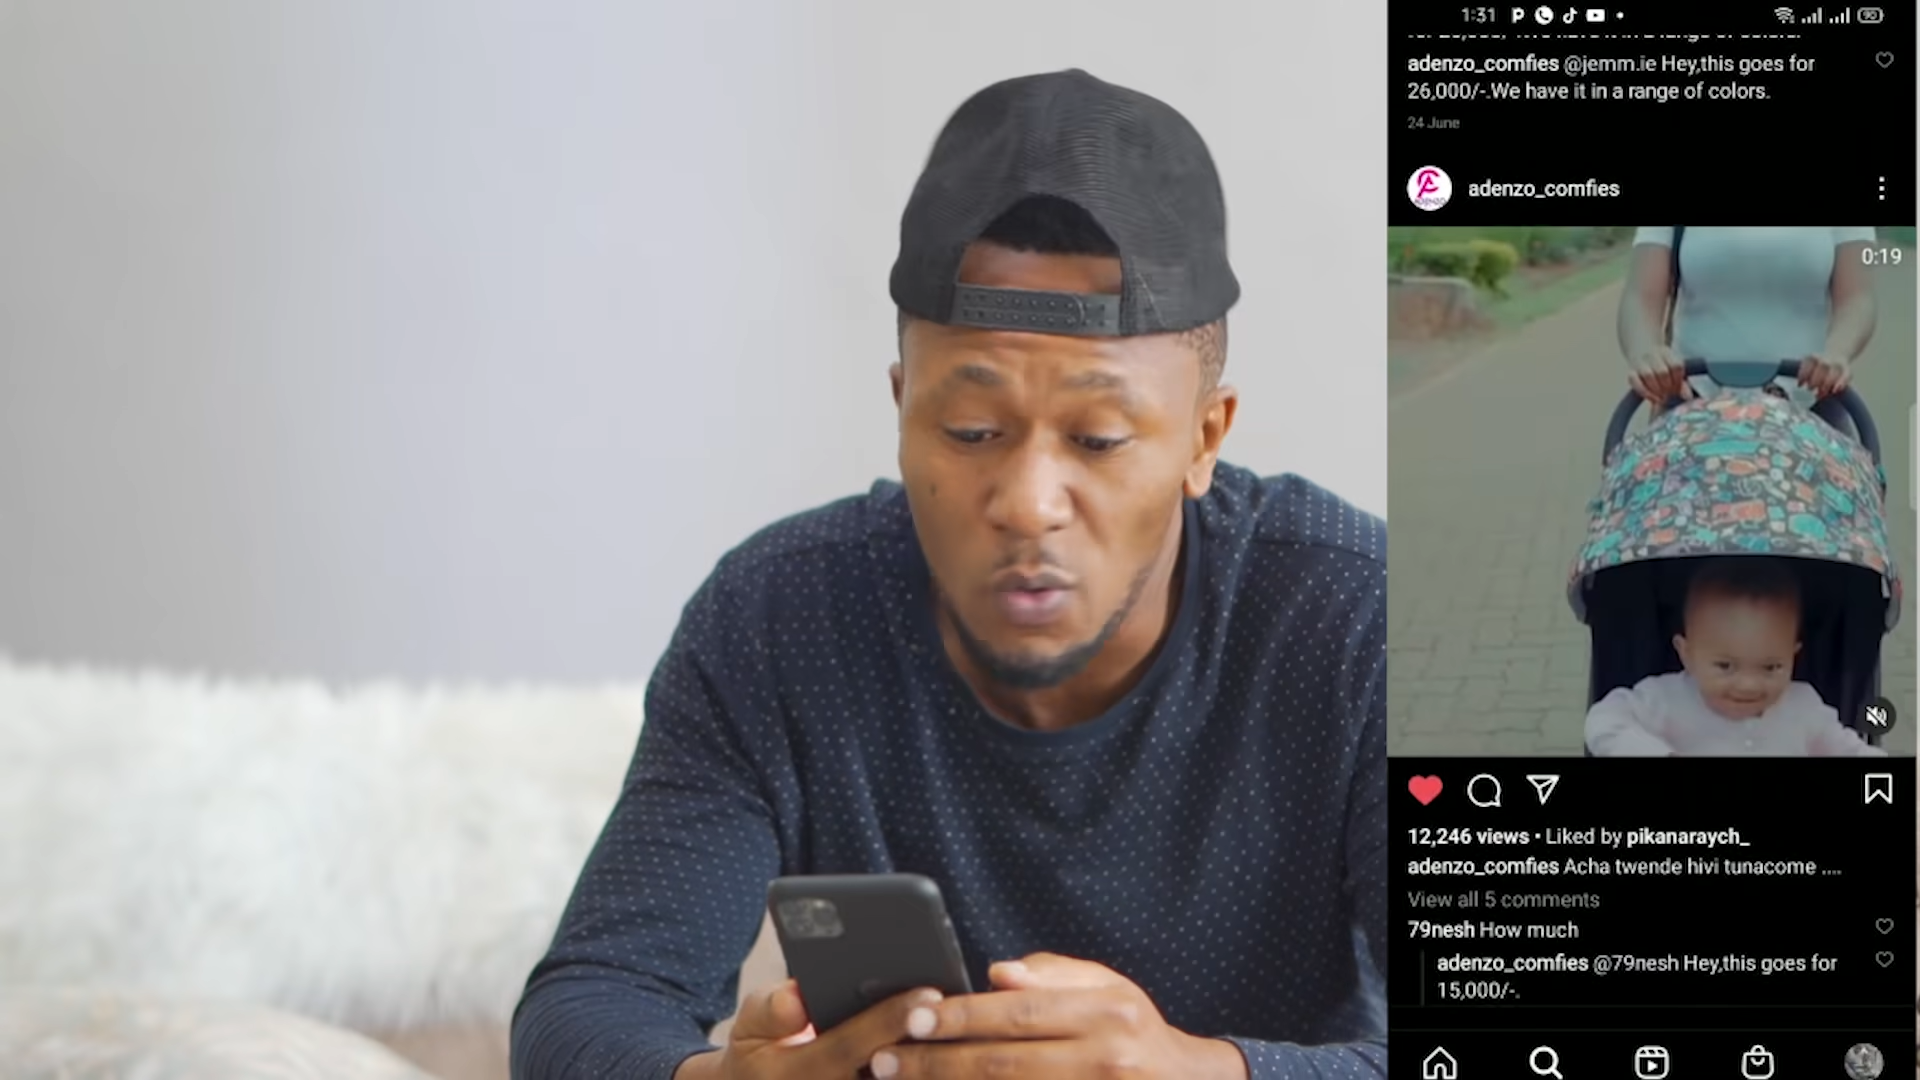 1:31
90
adenzo_comfies @jemm.ie Hey,this goes for
26,000/-.We have it in a range of colors.
24 June
adenzo_comfies
0:19
12,246 views • Liked by pikanaraych_
adenzo_comfies Acha twende hivi tunacome ....
View all 5 comments
79nesh How much
adenzo_comfies @79nesh Hey,this goes for
15,000/-.